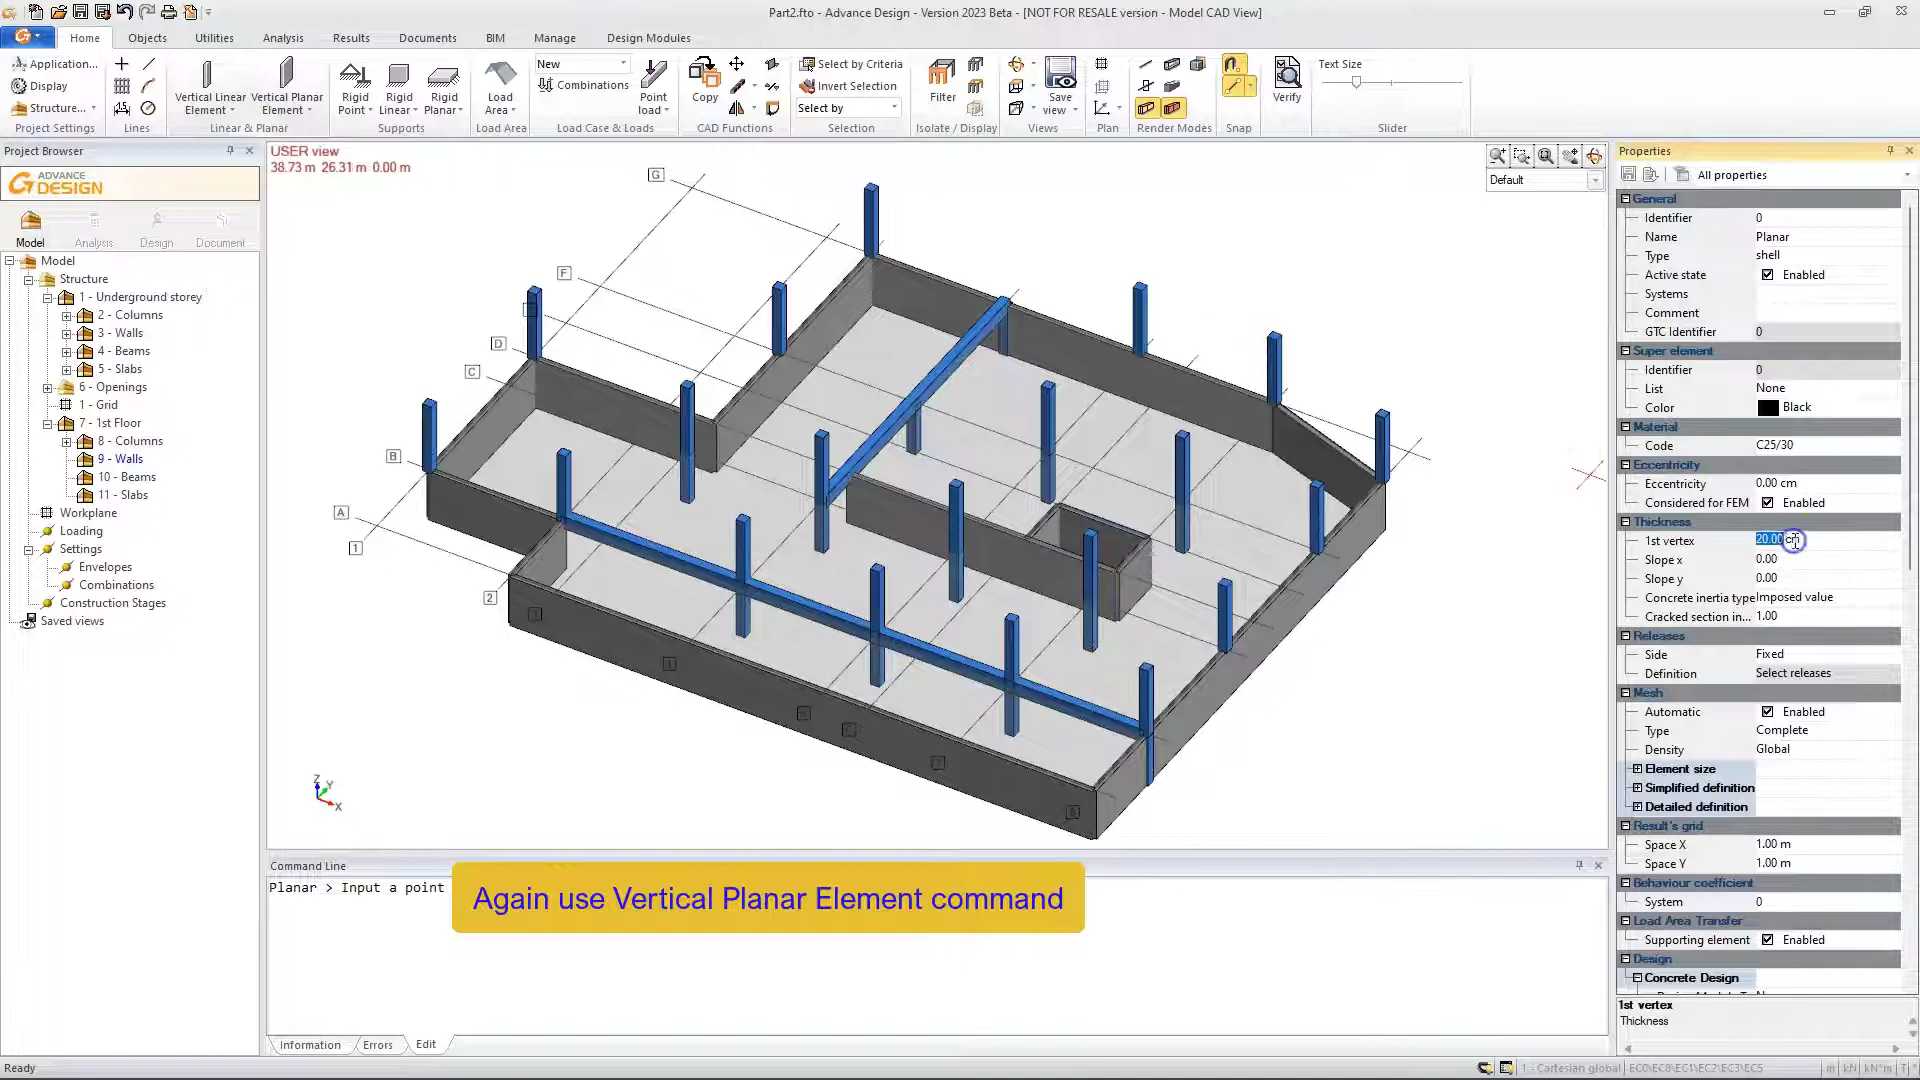 Part2.fto - Advance Design - Version 2023 Beta - [NOT FOR RESALE version - Model CAD View]
Home
Objects
Utilities
Analysis
Results
Documents
BIM
Manage
Design Modules
Application...
Display
Structure...
Project Settings
Lines
Vertical Linear Element
Vertical Planar Element
Linear & Planar
Rigid Point
Rigid Linear
Rigid Planar
Supports
Load Area
Load Area
New
Combinations
Point load
Load Case & Loads
Copy
CAD Functions
Select by Criteria
Invert Selection
Select by
Selection
Filter
Isolate / Display
Save view
Views
Plan
Render Modes
Snap
Verify
Text Size
Slider
Project Browser
ADVANCE
DESIGN
Model
Analysis
Design
Document
Model
Structure
1 - Underground storey
2 - Columns
3 - Walls
4 - Beams
5 - Slabs
6 - Openings
1 - Grid
7 - 1st Floor
8 - Columns
9 - Walls
10 - Beams
11 - Slabs
Workplane
Loading
Settings
Envelopes
Combinations
Construction Stages
Saved views
USER view
38.73 m 26.31 m 0.00 m
Default
G
F
D
C
B
A
1
2
Z
Y
X
Command Line
Planar > Input a point
Again use Vertical Planar Element command
Information
Errors
Edit
Properties
All properties
General
Identifier 0
Name Planar
Type shell
Active state Enabled
Systems
Comment
GTC Identifier 0
Super element
Identifier 0
List None
Color Black
Material
Code C25/30
Eccentricity
Eccentricity 0.00 cm
Considered for FEM Enabled
Thickness
1st vertex 20.00 cm
Slope x 0.00
Slope y 0.00
Concrete inertia type Imposed value
Cracked section in... 1.00
Releases
Side Fixed
Definition Select releases
Mesh
Automatic Enabled
Type Complete
Density Global
Element size
Simplified definition
Detailed definition
Result's grid
Space X 1.00 m
Space Y 1.00 m
Behaviour coefficient
System 0
Load Area Transfer
Supporting element Enabled
Design
Concrete Design
1st vertex
Thickness
Ready
1 - Cartesian global
EC0\EC8\EC1\EC2\EC3\EC5
m
kN
kN*m
T